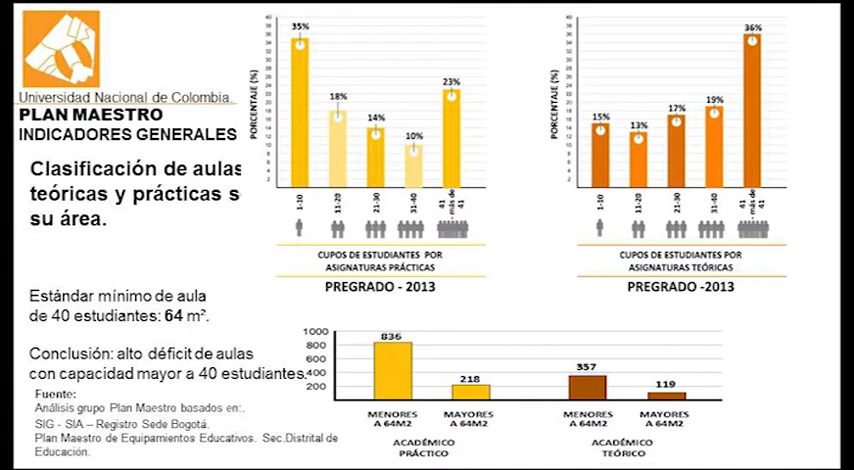 Universidad Nacional de Colombia.
PLAN MAESTRO
INDICADORES GENERALES
Clasificación de aulas
teóricas y prácticas s
su área.
Estándar mínimo de aula
de 40 estudiantes: 64 m².
Conclusión: alto déficit de aulas
con capacidad mayor a 40 estudiantes.
Fuente:
Análisis grupo Plan Maestro basados en:.
SIG - SIA – Registro Sede Bogotá.
Plan Maestro de Equipamientos Educativos. Sec.Distrital de
Educación.
PORCENTAJE (%)
35%
18%
14%
10%
23%
1-10
11-20
21-30
31-40
41 - más de 41
CUPOS DE ESTUDIANTES POR
ASIGNATURAS PRÁCTICAS
PREGRADO - 2013
PORCENTAJE (%)
15%
13%
17%
19%
36%
1-10
11-20
21-30
31-40
41 - más de 41
CUPOS DE ESTUDIANTES POR
ASIGNATURAS TEÓRICAS
PREGRADO -2013
1000
800
600
400
200
836
218
357
119
MENORES
A 64M2
MAYORES
A 64M2
MENORES
A 64M2
MAYORES
A 64M2
ACADÉMICO
PRÁCTICO
ACADÉMICO
TEÓRICO